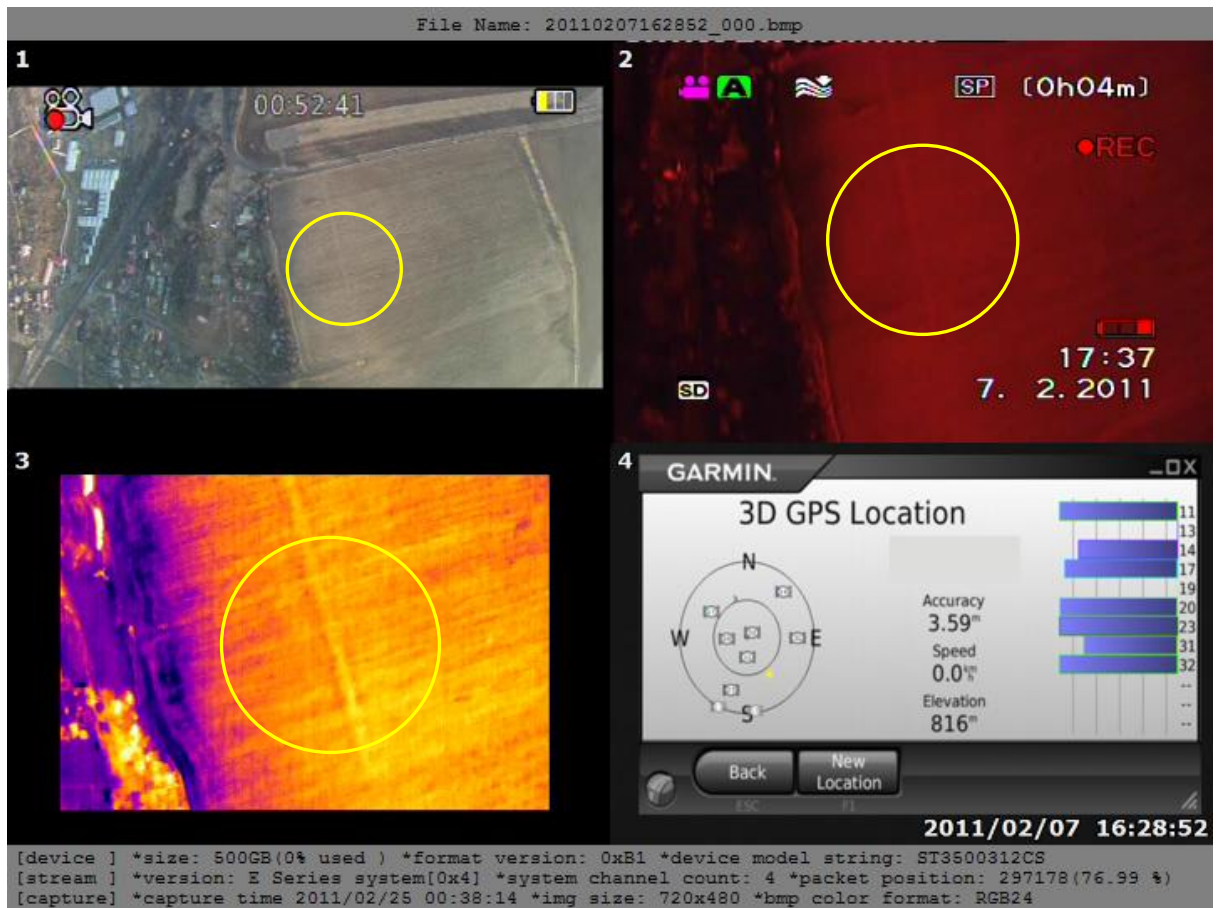 File Name: 20110207162852_000.bmp
1
00:52:41
2
A
SP [0h04m]
REC
17:37
7. 2.2011
SD
3
4
GARMIN.
3D GPS Location
11
13
14
17
19
20
23
31
32
--
--
--
N
W E
S
Accuracy
3.59m
Speed
0.0km/h
Elevation
816m
Back
New
Location
ESC F1
2011/02/07 16:28:52
[device ] *size: 500GB(0% used ) *format version: 0xB1 *device model string: ST3500312CS
[stream ] *version: E Series system[0x4] *system channel count: 4 *packet position: 297178(76.99 %)
[capture] *capture time 2011/02/25 00:38:14 *img size: 720x480 *bmp color format: RGB24